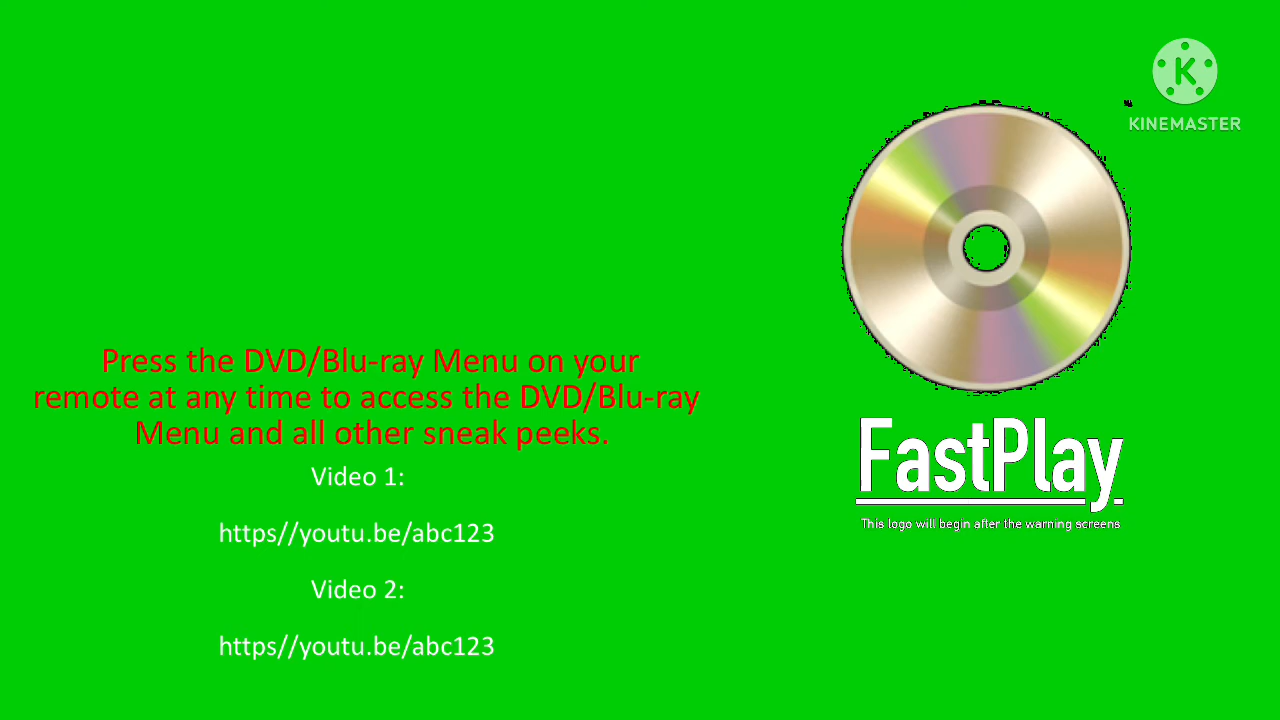 K
KINEMASTER
Press the DVD/Blu-ray Menu on your
remote at any time to access the DVD/Blu-ray
Menu and all other sneak peeks.
Video 1:
https//youtu.be/abc123
Video 2:
https//youtu.be/abc123
FastPlay
This logo will begin after the warning screens